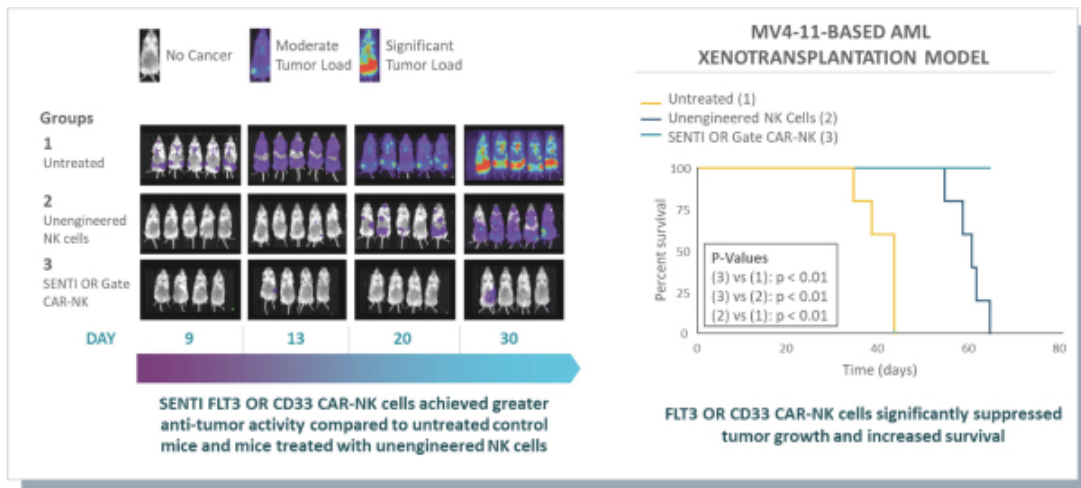 No Cancer
Moderate
Tumor Load
Significant
Tumor Load
Groups
1
Untreated
2
Unengineered
NK cells
3
SENTI OR Gate
CAR-NK
DAY 9 13 20 30
SENTI FLT3 OR CD33 CAR-NK cells achieved greater
anti-tumor activity compared to untreated control
mice and mice treated with unengineered NK cells
MV4-11-BASED AML
XENOTRANSPLANTATION MODEL
Untreated (1)
Unengineered NK Cells (2)
SENTI OR Gate CAR-NK (3)
Percent survival
100
75
50
25
0
P-Values
(3) vs (1): p < 0.01
(3) vs (2): p < 0.01
(2) vs (1): p < 0.01
0 20 40 60 80
Time (days)
FLT3 OR CD33 CAR-NK cells significantly suppressed
tumor growth and increased survival